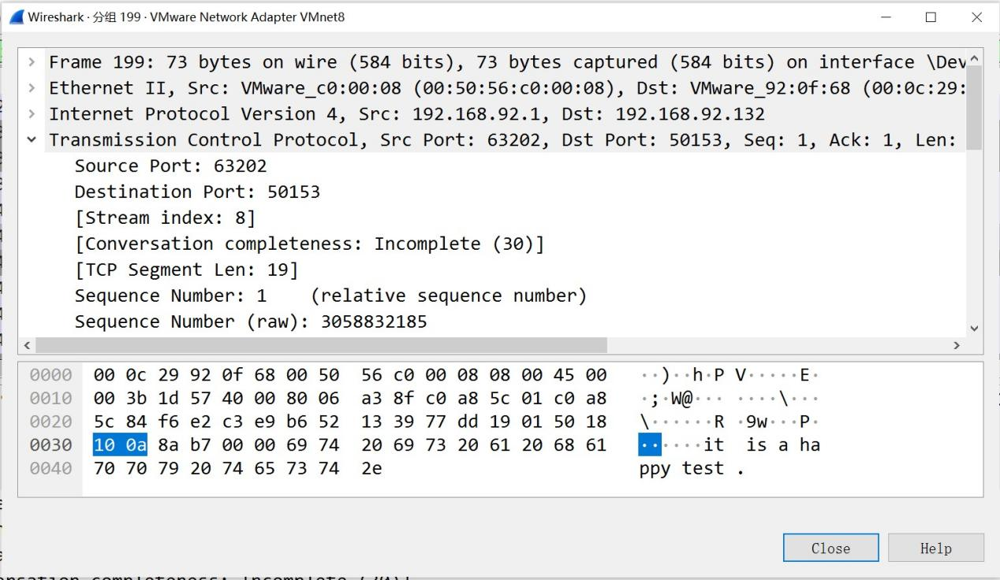 Wireshark · 分组 199 · VMware Network Adapter VMnet8
Frame 199: 73 bytes on wire (584 bits), 73 bytes captured (584 bits) on interface \Dev
Ethernet II, Src: VMware_c0:00:08 (00:50:56:c0:00:08), Dst: VMware_92:0f:68 (00:0c:29:
Internet Protocol Version 4, Src: 192.168.92.1, Dst: 192.168.92.132
Transmission Control Protocol, Src Port: 63202, Dst Port: 50153, Seq: 1, Ack: 1, Len:
Source Port: 63202
Destination Port: 50153
[Stream index: 8]
[Conversation completeness: Incomplete (30)]
[TCP Segment Len: 19]
Sequence Number: 1    (relative sequence number)
Sequence Number (raw): 3058832185
0000 00 0c 29 92 0f 68 00 50 56 c0 00 08 08 00 45 00 ··)··h·P V·····E·
0010 00 3b 1d 57 40 00 80 06 a3 8f c0 a8 5c 01 c0 a8 ·;·W@··· ····\···
0020 5c 84 f6 e2 c3 e9 b6 52 13 39 77 dd 19 01 50 18 \······R ·9w···P·
0030 10 0a 8a b7 00 00 69 74 20 69 73 20 61 20 68 61 ······it is a ha
0040 70 70 79 20 74 65 73 74 2e ppy test .
Close
Help